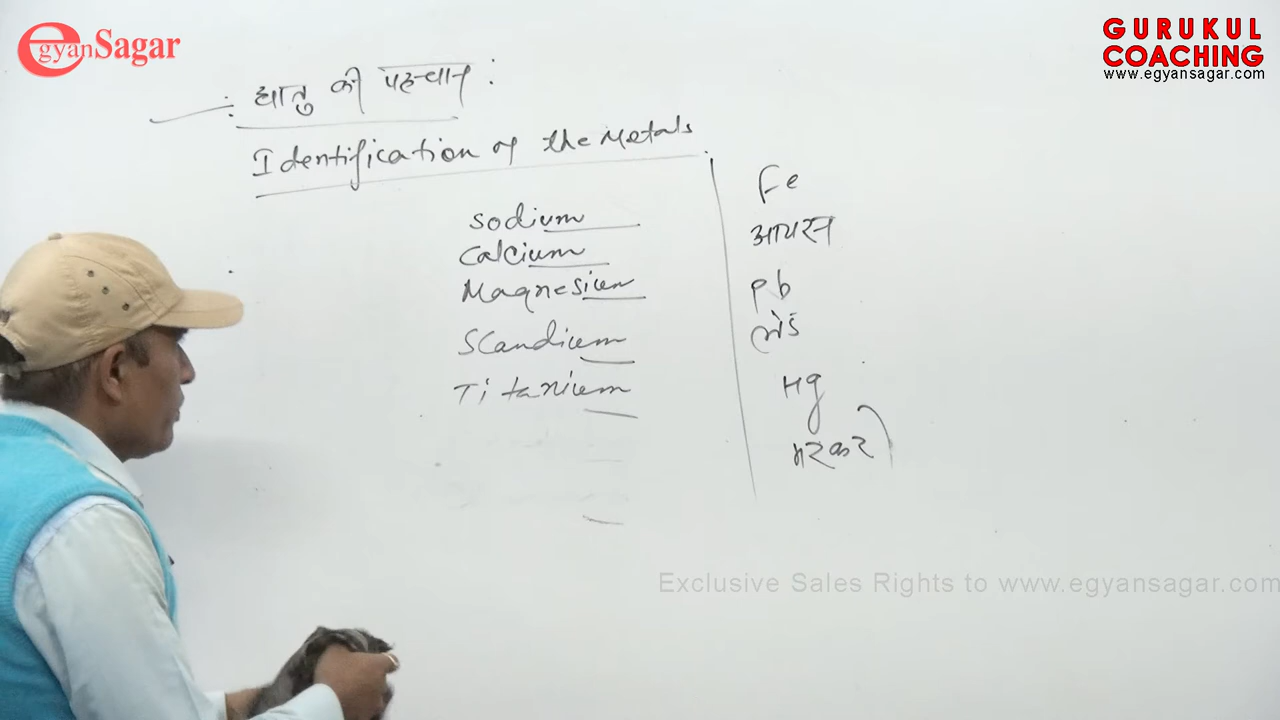 egyanSagar
GURUKUL
COACHING
www.egyansagar.com
धातु की पहचान :
Identification of the Metals
Sodium
Calcium
Magnesium
Scandium
Titanium
Fe
आयरन
Pb
लेड
Hg
मरकरी
Exclusive Sales Rights to www.egyansagar.com